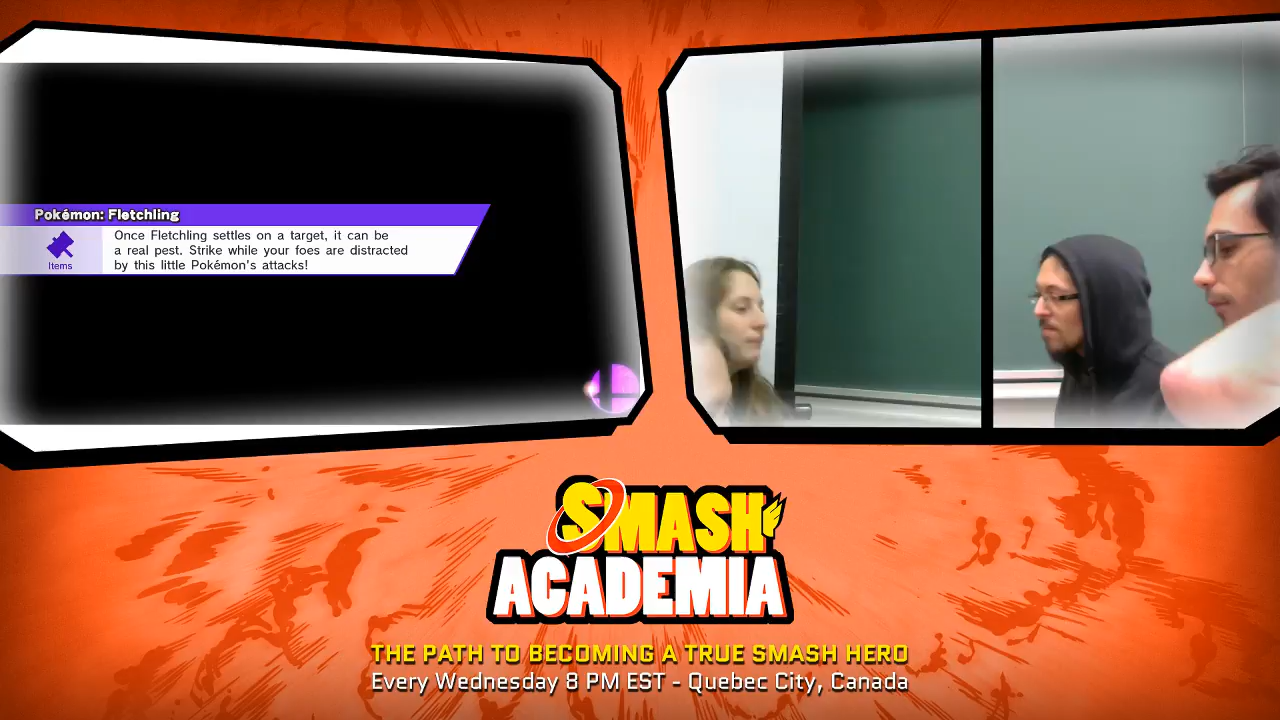 Pokémon: Fletchling
Once Fletchling settles on a target, it can be
a real pest. Strike while your foes are distracted
by this little Pokémon's attacks!
Items
SMASH
ACADEMIA
THE PATH TO BECOMING A TRUE SMASH HERO
Every Wednesday 8 PM EST - Quebec City, Canada